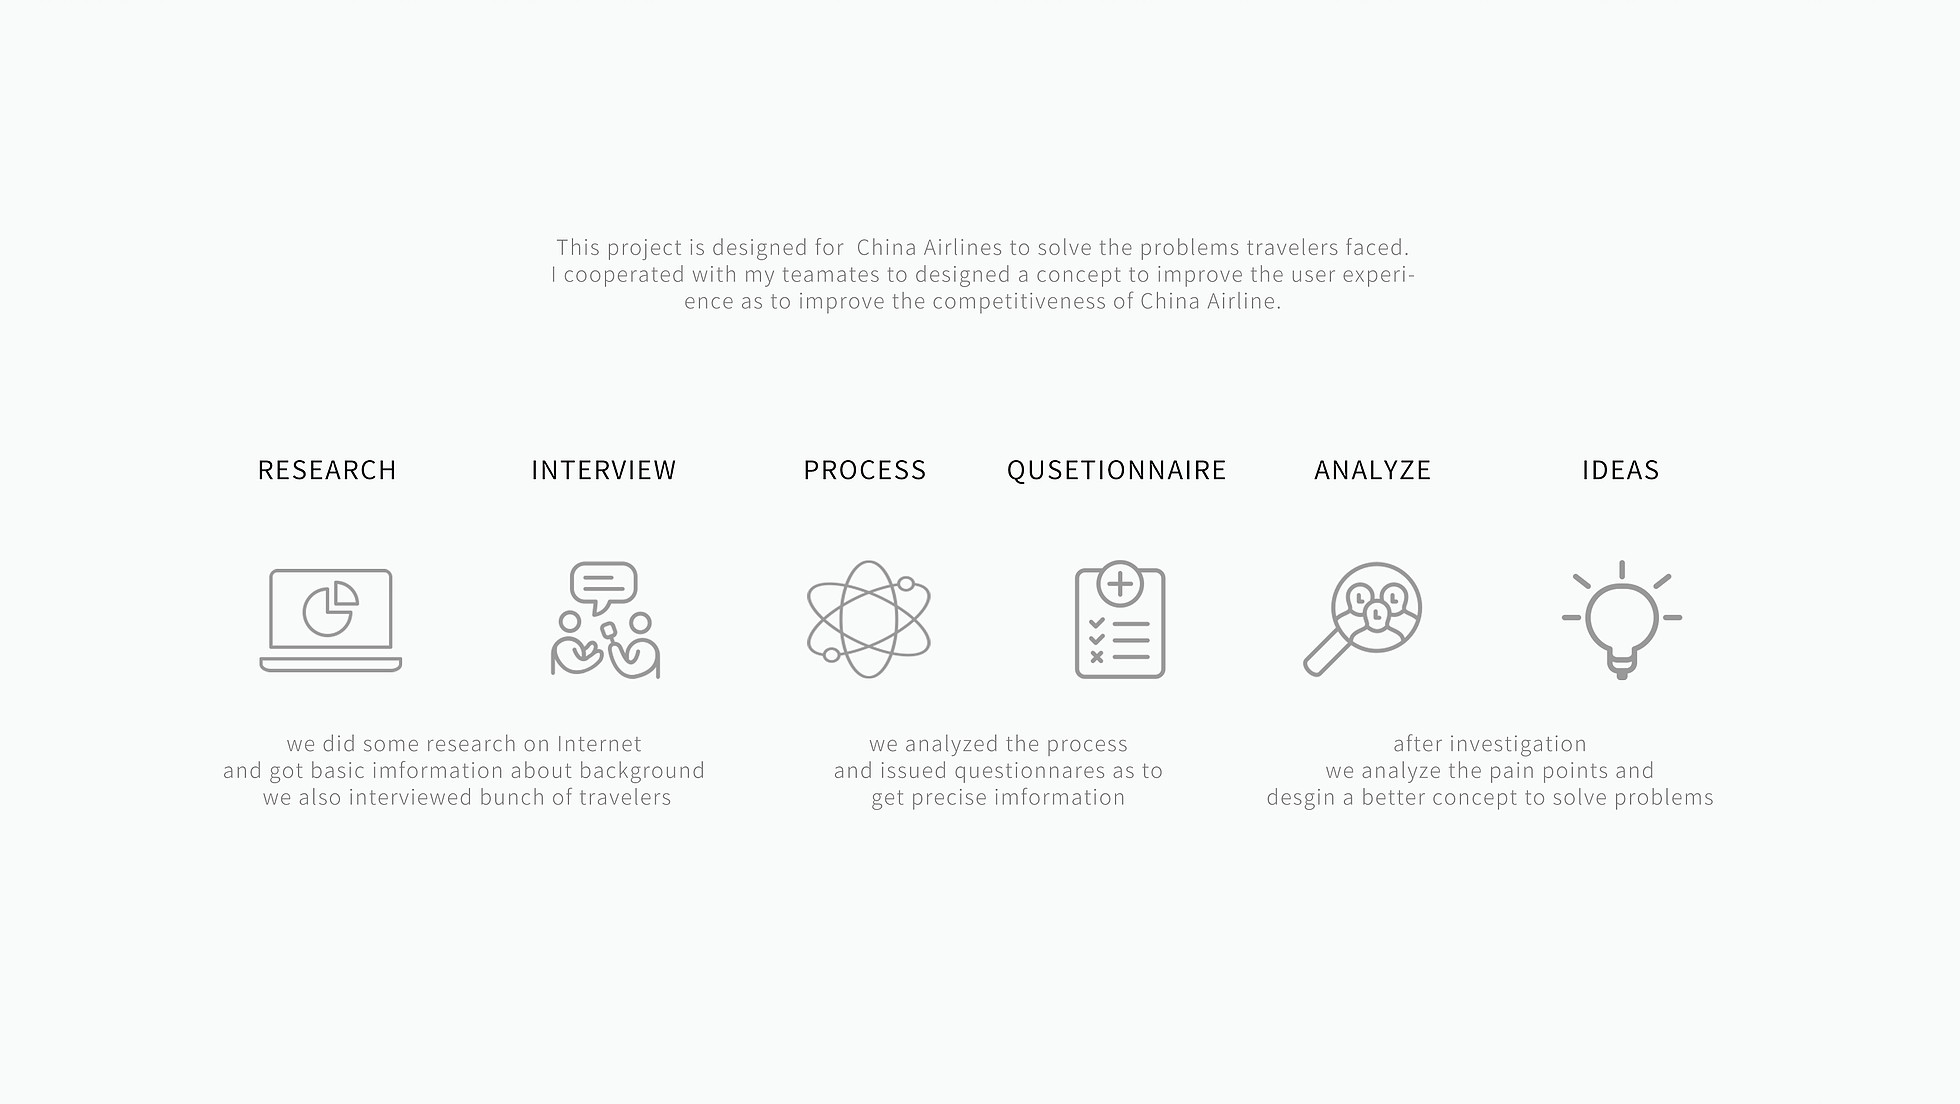 This project is designed for  China Airlines to solve the problems travelers faced.
I cooperated with my teamates to designed a concept to improve the user experi-
ence as to improve the competitiveness of China Airline.
RESEARCH
INTERVIEW
PROCESS
QUSETIONNAIRE
ANALYZE
IDEAS
we did some research on Internet
and got basic imformation about background
we also interviewed bunch of travelers
we analyzed the process
and issued questionnares as to
get precise imformation
after investigation
we analyze the pain points and
desgin a better concept to solve problems